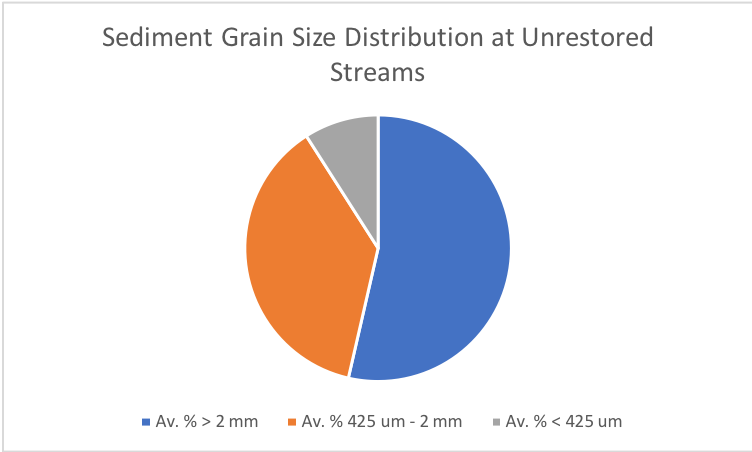 Sediment Grain Size Distribution at Unrestored
Streams
Av. % > 2 mm
Av. % 425 um - 2 mm
Av. % < 425 um